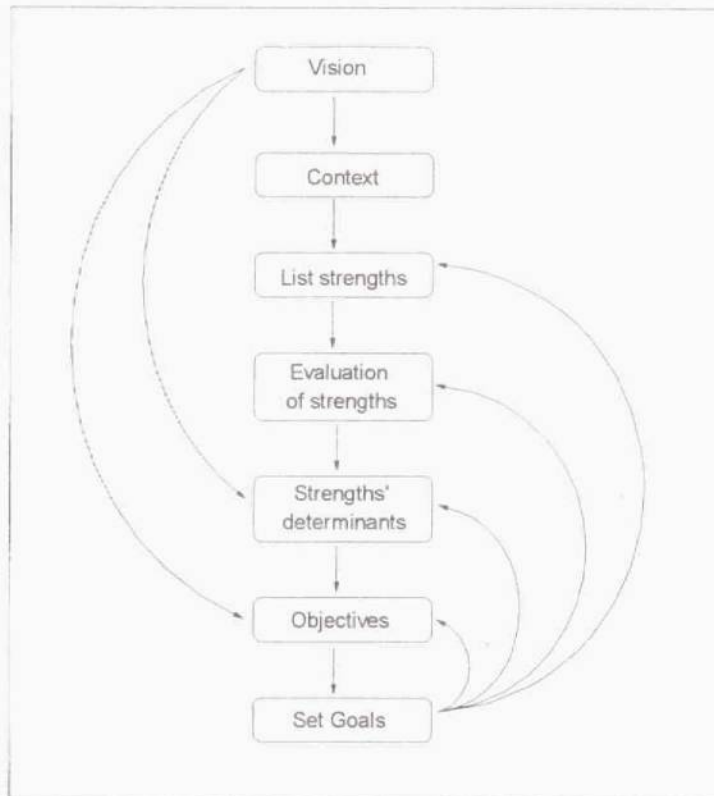 Vision
Context
List strengths
Evaluation
of strengths
Strengths'
determinants
Objectives
Set Goals